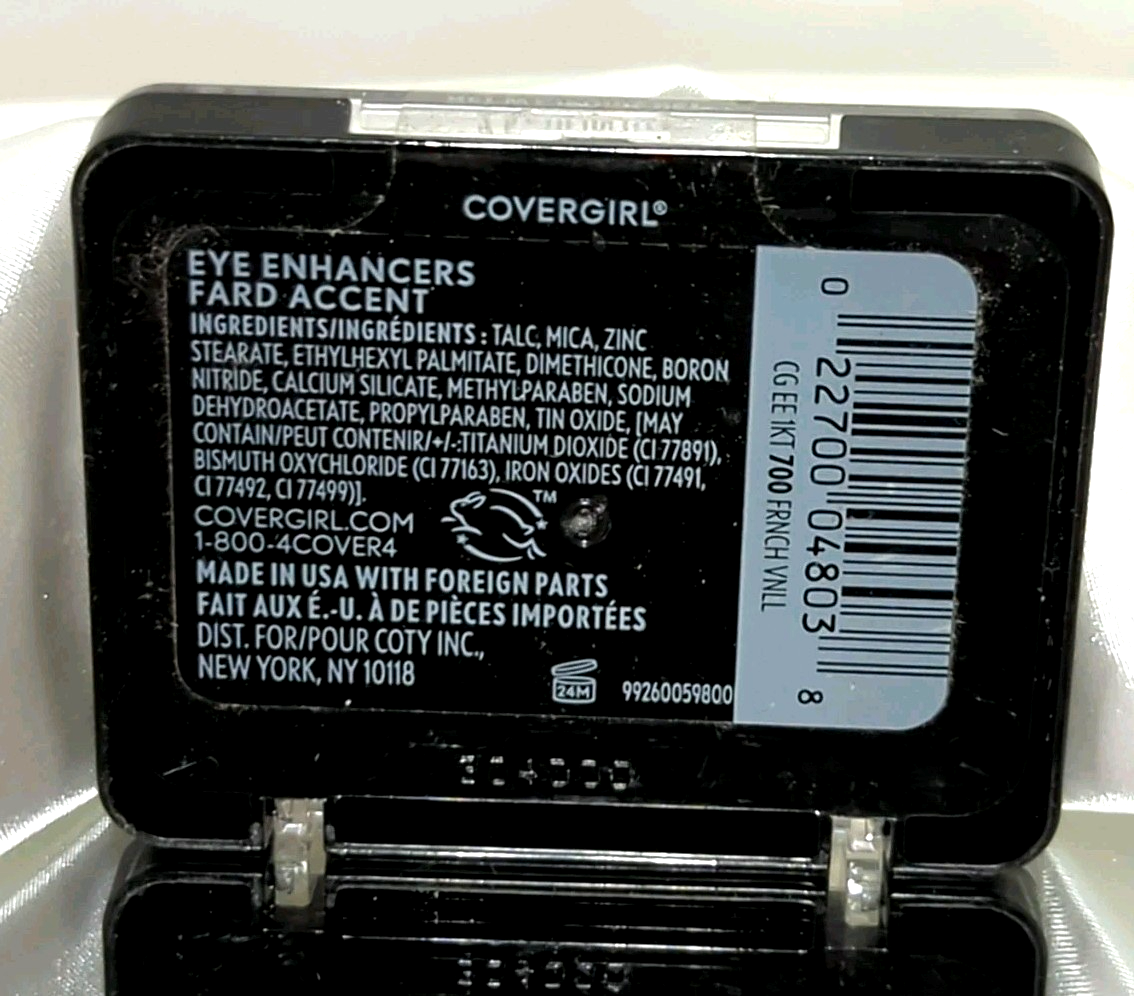 COVERGIRL®
EYE ENHANCERS
FARD ACCENT
INGREDIENTS/INGRÉDIENTS : TALC, MICA, ZINC
STEARATE, ETHYLHEXYL PALMITATE, DIMETHICONE, BORON
NITRIDE, CALCIUM SILICATE, METHYLPARABEN, SODIUM
DEHYDROACETATE, PROPYLPARABEN, TIN OXIDE, [MAY
CONTAIN/PEUT CONTENIR/+/-:TITANIUM DIOXIDE (CI 77891),
BISMUTH OXYCHLORIDE (CI 77163), IRON OXIDES (CI 77491,
CI 77492, CI 77499)].
COVERGIRL.COM
1-800-4COVER4
TM
MADE IN USA WITH FOREIGN PARTS
FAIT AUX É.-U. À DE PIÈCES IMPORTÉES
DIST. FOR/POUR COTY INC.,
NEW YORK, NY 10118
24M
99260059800
CG EE 1KT 700 FRNCH VNLL
0 22700 04803 8